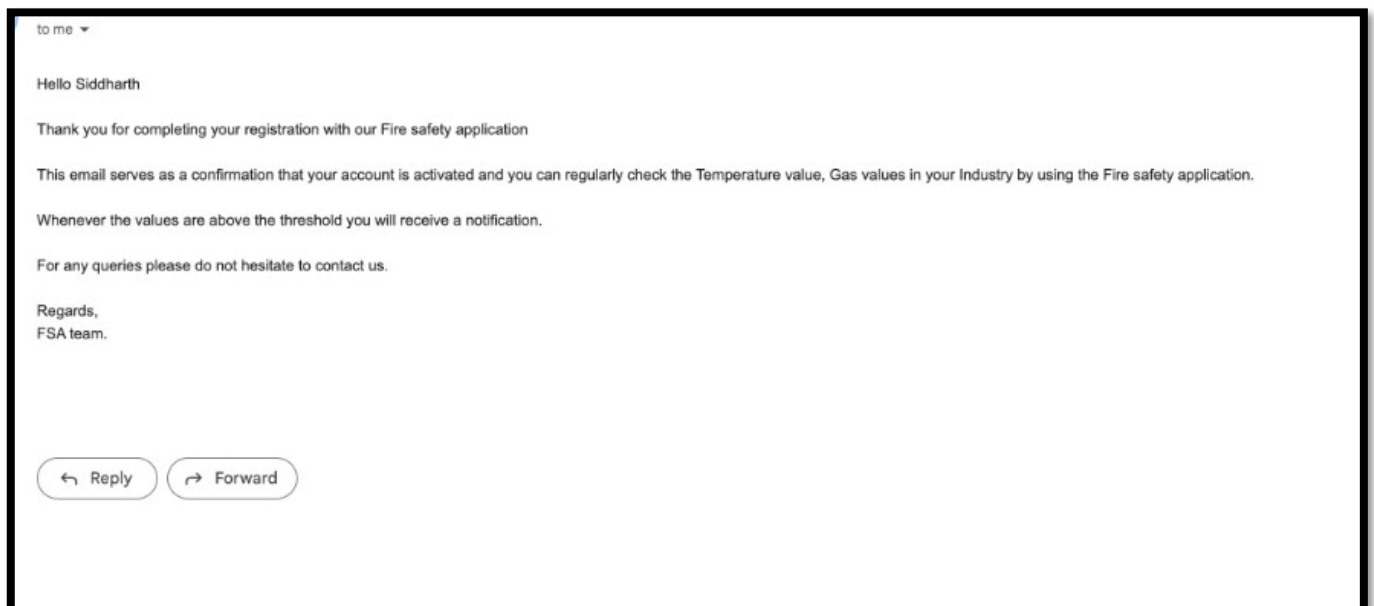 to me
Hello Siddharth
Thank you for completing your registration with our Fire safety application
This email serves as a confirmation that your account is activated and you can regularly check the Temperature value, Gas values in your Industry by using the Fire safety application.
Whenever the values are above the threshold you will receive a notification.
For any queries please do not hesitate to contact us.
Regards,
FSA team.
Reply Forward